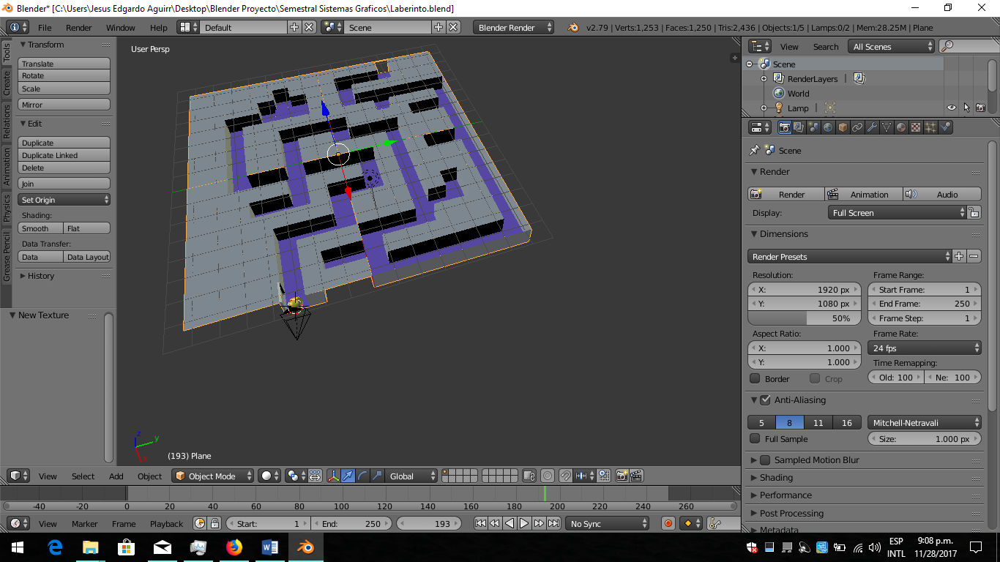 Blender* [C:\Users\Jesus Edgardo Aguirr\Desktop\Blender Proyecto\Semestral Sistemas Graficos\Laberinto.blend]
File Render Window Help Default Scene Blender Render v2.79 | Verts:1,253 | Faces:1,250 | Tris:2,436 | Objects:1/5 | Lamps:0/2 | Mem:28.25M | Plane
Tools
Create
Relations
Animation
Physics
Grease Pencil
Transform
Translate
Rotate
Scale
Mirror
Edit
Duplicate
Duplicate Linked
Delete
Join
Set Origin
Shading:
Smooth Flat
Data Transfer:
Data Data Layout
History
New Texture
User Persp
z
y
x
(193) Plane
View Select Add Object Object Mode Global
-40 -20 0 20 40 60 80 100 120 140 160 180 200 220 240 260
View Marker Frame Playback Start: 1 End: 250 193 No Sync
View Search All Scenes
Scene
RenderLayers
World
Lamp
Scene
Render
Render Animation Audio
Display: Full Screen
Dimensions
Render Presets
Resolution: Frame Range:
X: 1920 px Start Frame: 1
Y: 1080 px End Frame: 250
50% Frame Step: 1
Aspect Ratio: Frame Rate:
X: 1.000 24 fps
Y: 1.000 Time Remapping:
Border Crop Old: 100 Ne: 100
Anti-Aliasing
5 8 11 16 Mitchell-Netravali
Full Sample Size: 1.000 px
Sampled Motion Blur
Shading
Performance
Post Processing
Metadata
ESP
INTL
9:08 p.m.
11/28/2017